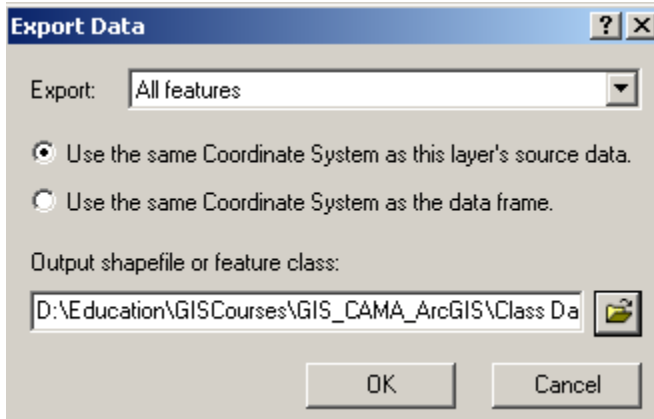 Export Data
Export: All features
Use the same Coordinate System as this layer's source data.
Use the same Coordinate System as the data frame.
Output shapefile or feature class:
D:\Education\GISCourses\GIS_CAMA_ArcGIS\Class Da
OK Cancel